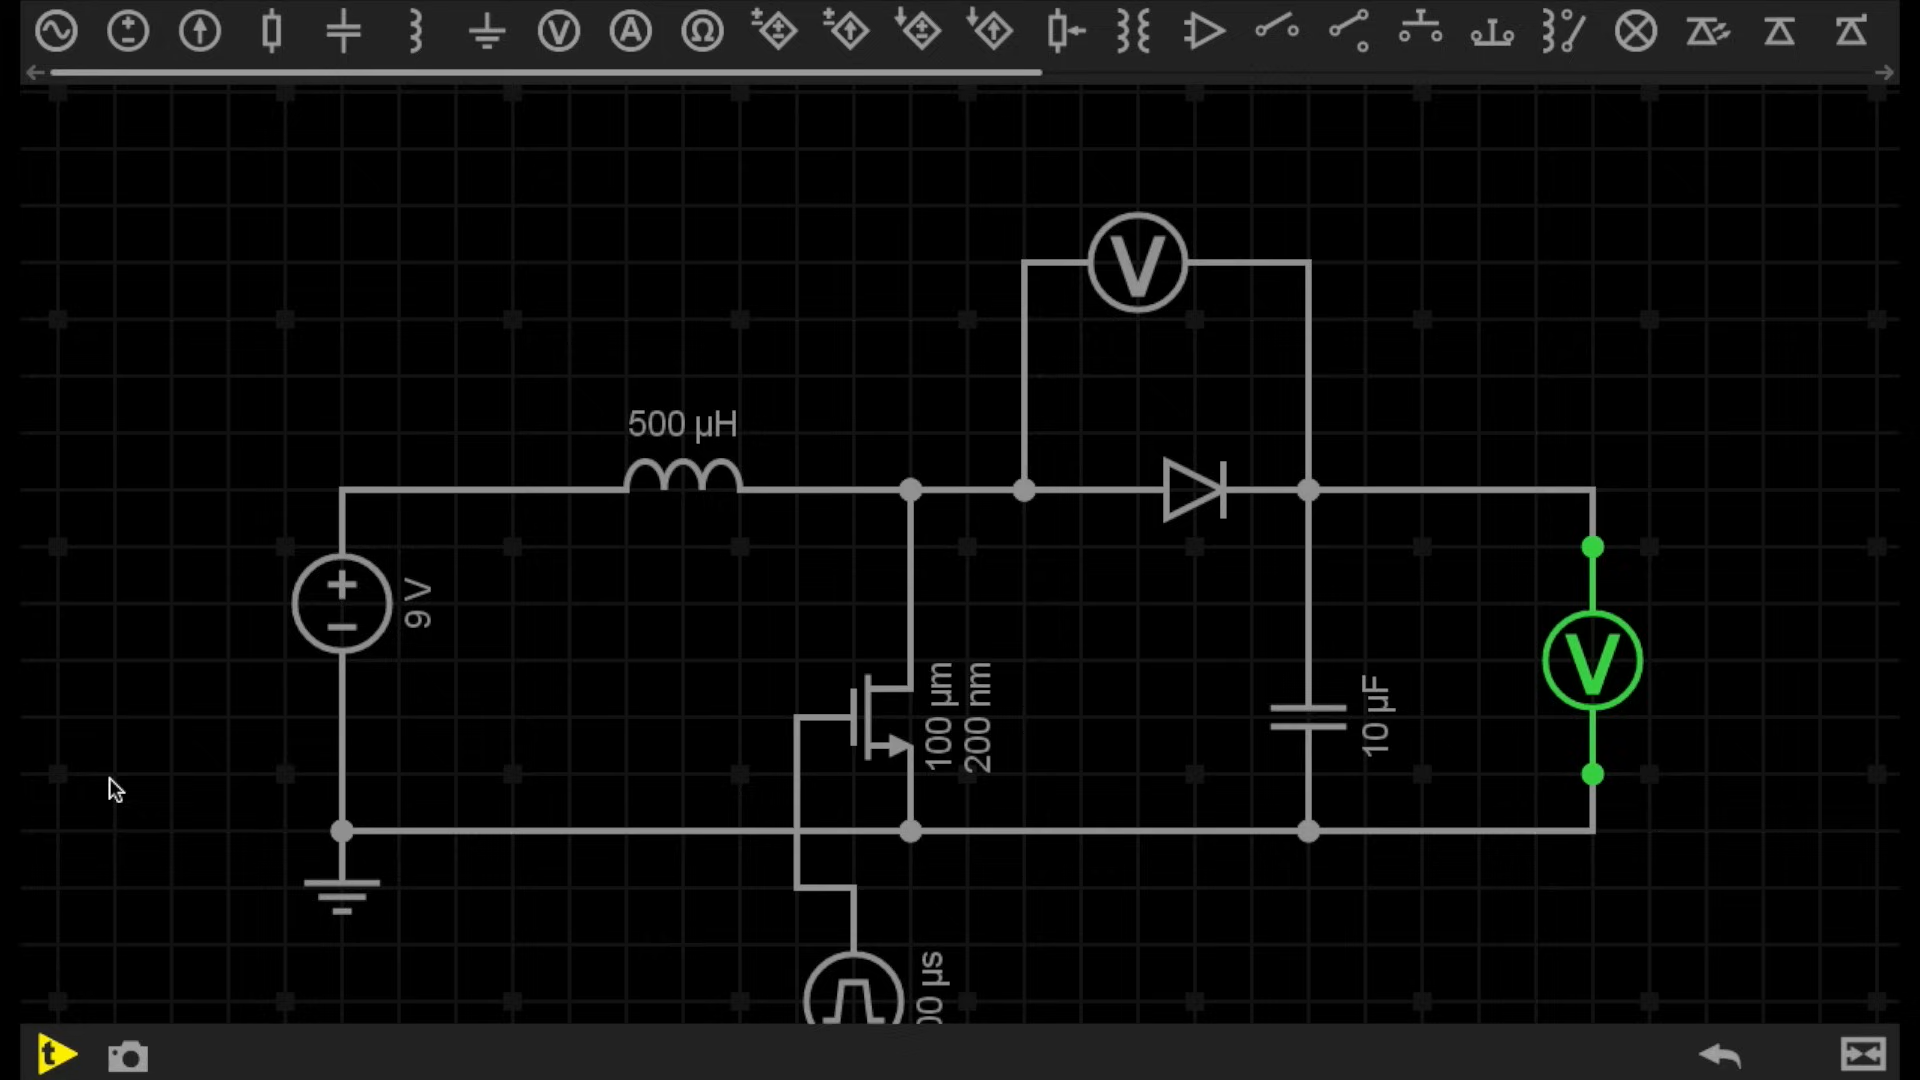 V A Ω
V
500 µH
9 V
100 µm
200 nm
10 µF
V
00 µs
t